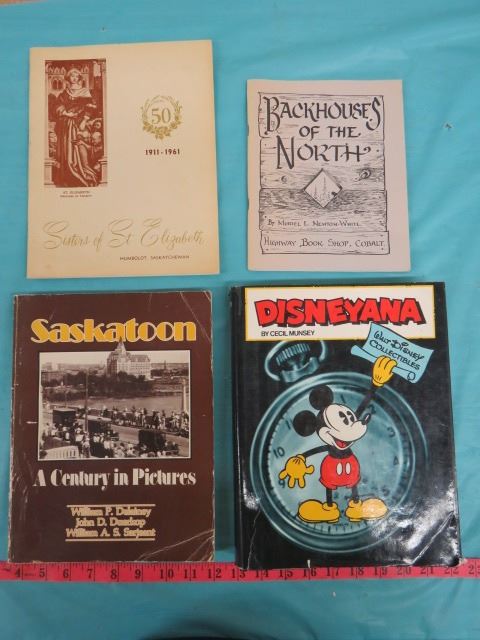 50
1911 - 1961
ST. ELIZABETH
Sisters of St Elizabeth
HUMBOLDT, SASKATCHEWAN
BACKHOUSES
OF THE
NORTH
By Muriel E. Newton-White
Highway Book Shop, Cobalt.
Saskatoon
A Century in Pictures
William P. Delainey
John D. Duerkop
William A. S. Sarjeant
DISNEYANA
BY CECIL MUNSEY
Walt Disney
Collectibles
4 5 6 7 8 9 10 11 12 13 14 15 16 17 18 19 20 21 22